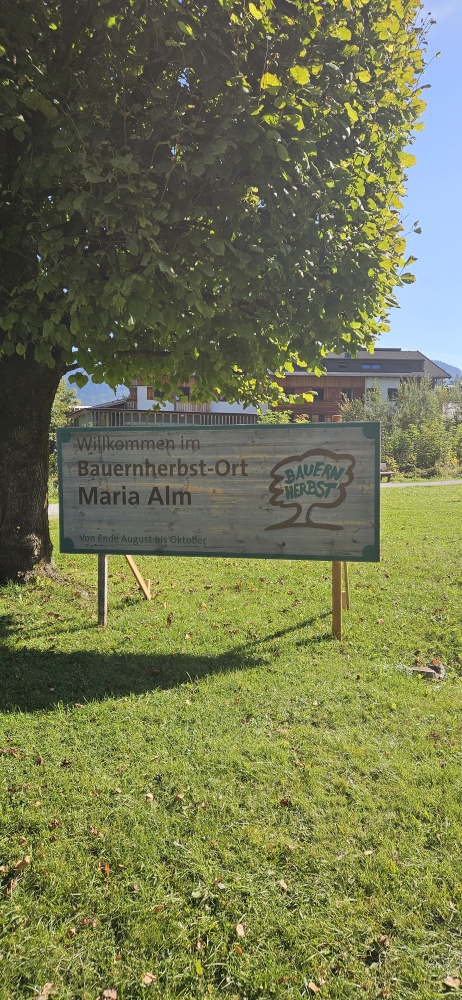 Willkommen im
Bauernherbst-Ort
Maria Alm
BAUERN
HERBST
Von Ende August bis Oktober